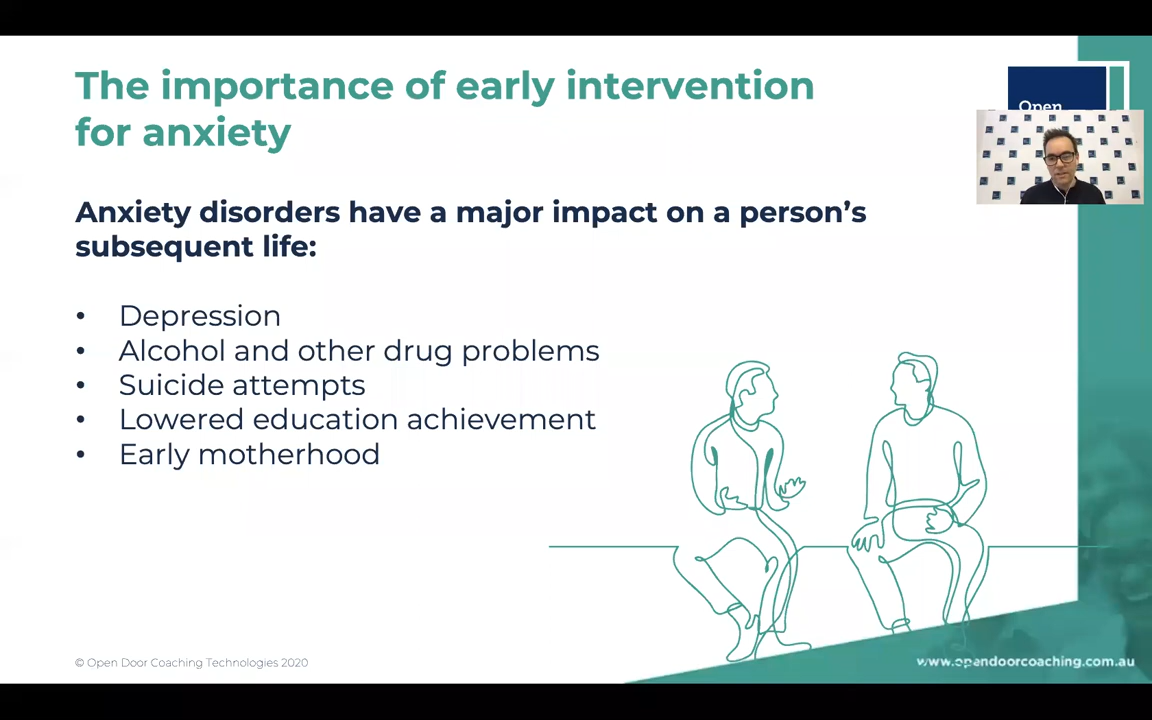 The importance of early intervention
for anxiety
Open
Anxiety disorders have a major impact on a person’s
subsequent life:
• Depression
• Alcohol and other drug problems
• Suicide attempts
• Lowered education achievement
• Early motherhood
© Open Door Coaching Technologies 2020
www.opendoorcoaching.com.au